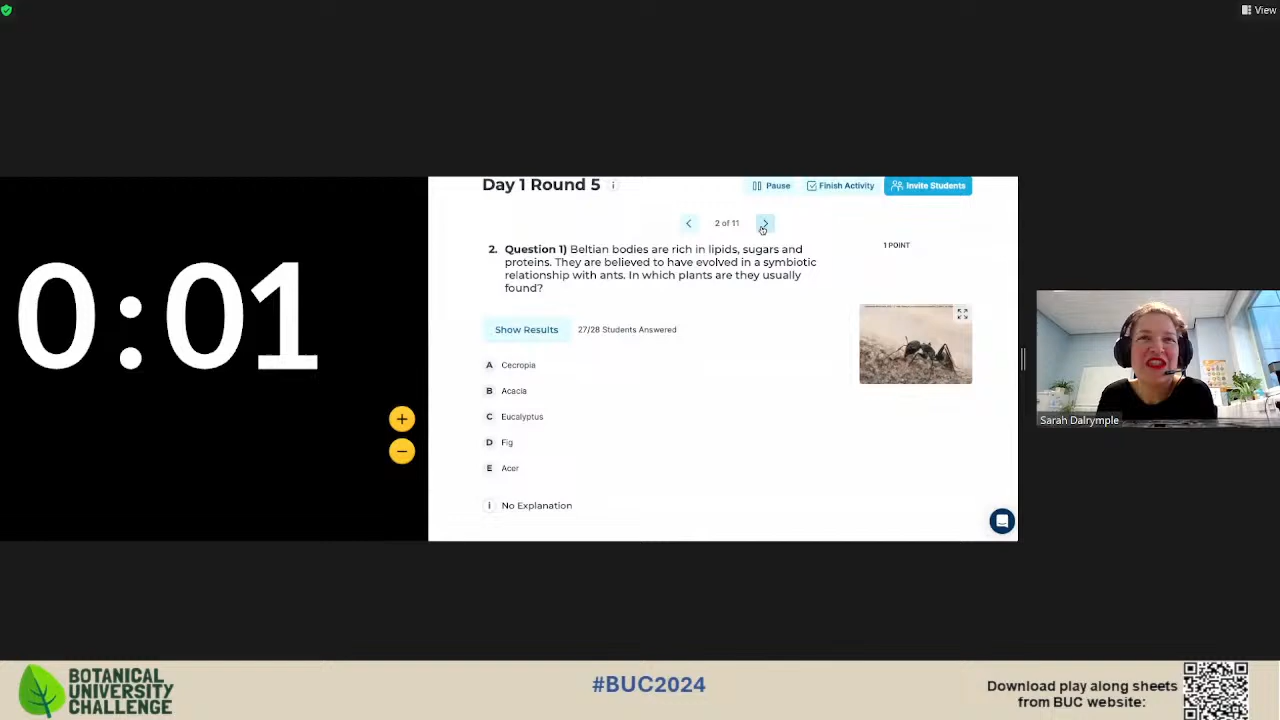 View
0:01
Day 1 Round 5
Pause
Finish Activity
Invite Students
2 of 11
2. Question 1) Beltian bodies are rich in lipids, sugars and
proteins. They are believed to have evolved in a symbiotic
relationship with ants. In which plants are they usually
found?
1 POINT
Show Results
27/28 Students Answered
A Cecropia
B Acacia
C Eucalyptus
D Fig
E Acer
i No Explanation
Sarah Dalrymple
BOTANICAL
UNIVERSITY
CHALLENGE
#BUC2024
Download play along sheets
from BUC website: